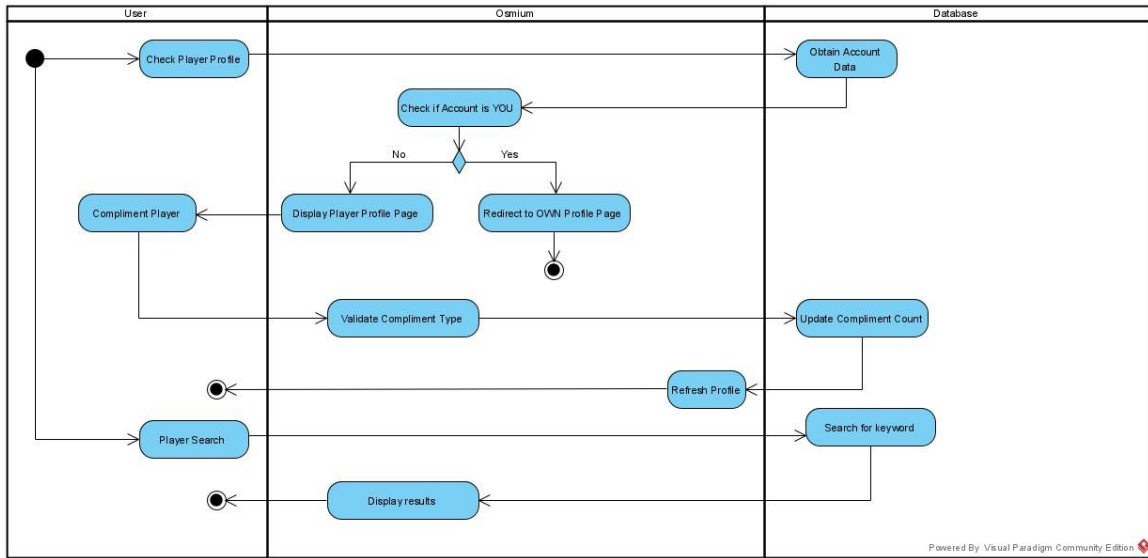 User
Osmium
Database
Check Player Profile
Obtain Account
Data
Check if Account is YOU
No
Yes
Compliment Player
Display Player Profile Page
Redirect to OWN Profile Page
Validate Compliment Type
Update Compliment Count
Refresh Profile
Player Search
Search for keyword
Display results
Powered By Visual Paradigm Community Edition